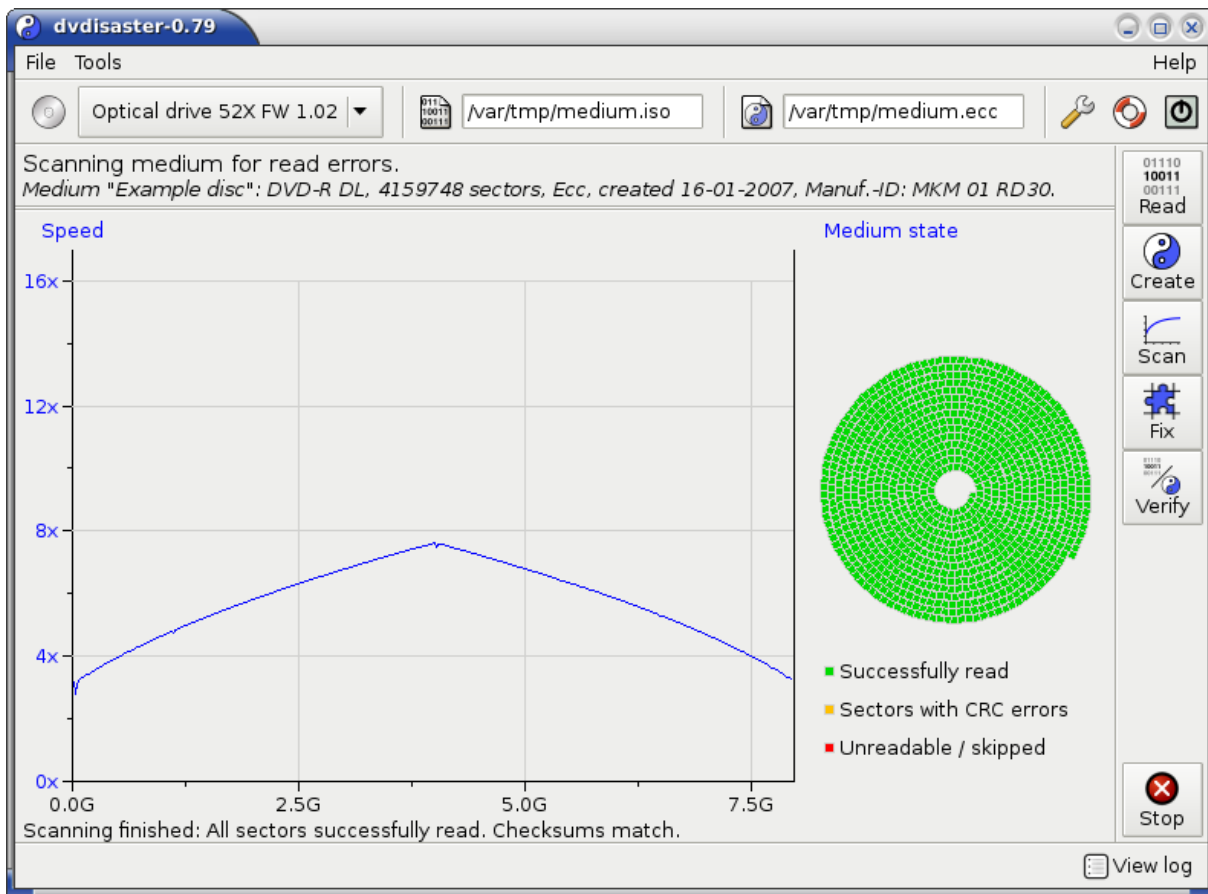 dvdisaster-0.79
File Tools Help
Optical drive 52X FW 1.02 /var/tmp/medium.iso /var/tmp/medium.ecc
Scanning medium for read errors.
Medium "Example disc": DVD-R DL, 4159748 sectors, Ecc, created 16-01-2007, Manuf.-ID: MKM 01 RD30.
01110
10011
00111
Read
Create
Scan
Fix
Verify
Stop
Speed
16x
12x
8x
4x
0x
0.0G 2.5G 5.0G 7.5G
Medium state
Successfully read
Sectors with CRC errors
Unreadable / skipped
Scanning finished: All sectors successfully read. Checksums match.
View log